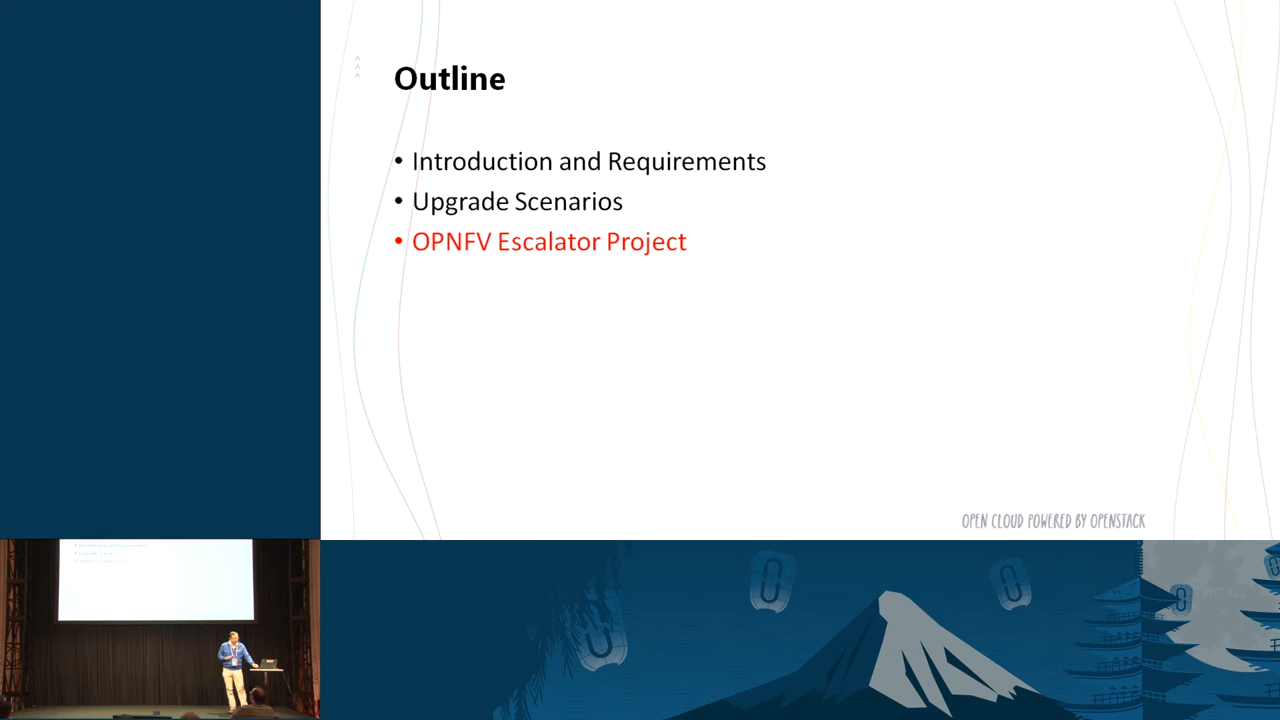 Outline
• Introduction and Requirements
• Upgrade Scenarios
• OPNFV Escalator Project
OPEN CLOUD POWERED BY OPENSTACK